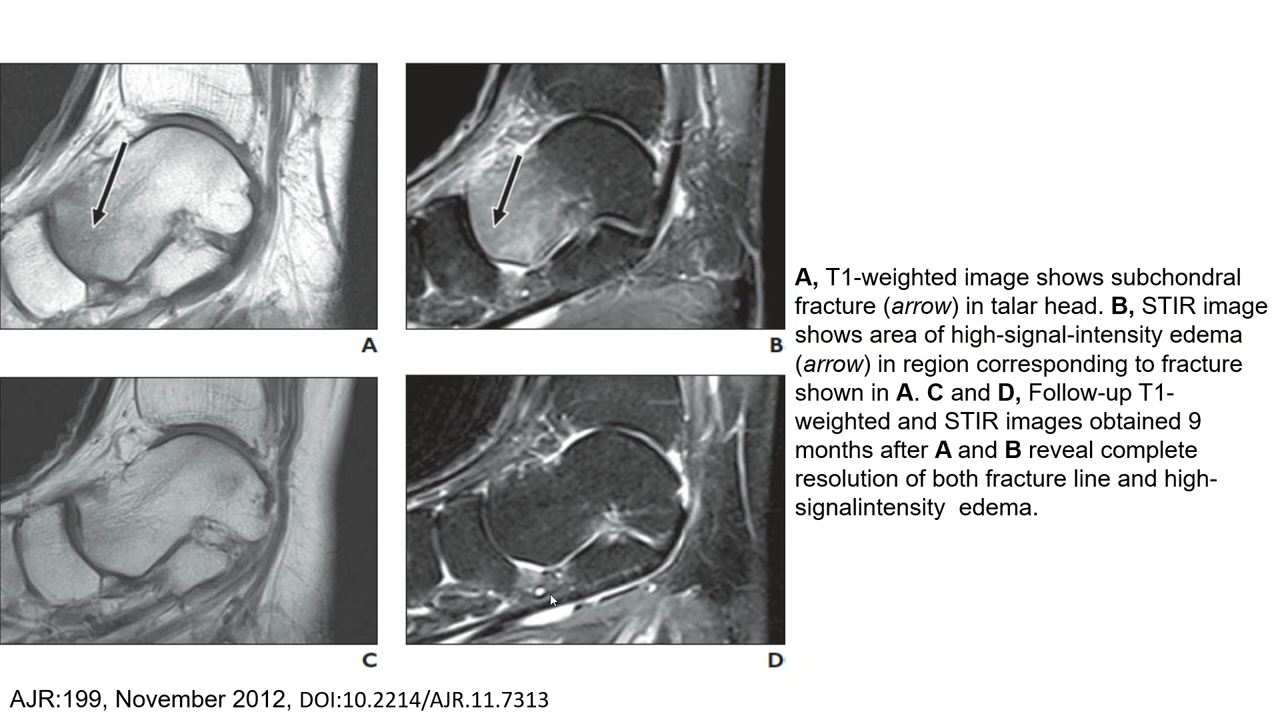 A
B
A, T1-weighted image shows subchondral
fracture (arrow) in talar head. B, STIR image
shows area of high-signal-intensity edema
(arrow) in region corresponding to fracture
shown in A. C and D, Follow-up T1-
weighted and STIR images obtained 9
months after A and B reveal complete
resolution of both fracture line and high-
signalintensity  edema.
C
D
AJR:199, November 2012, DOI:10.2214/AJR.11.7313